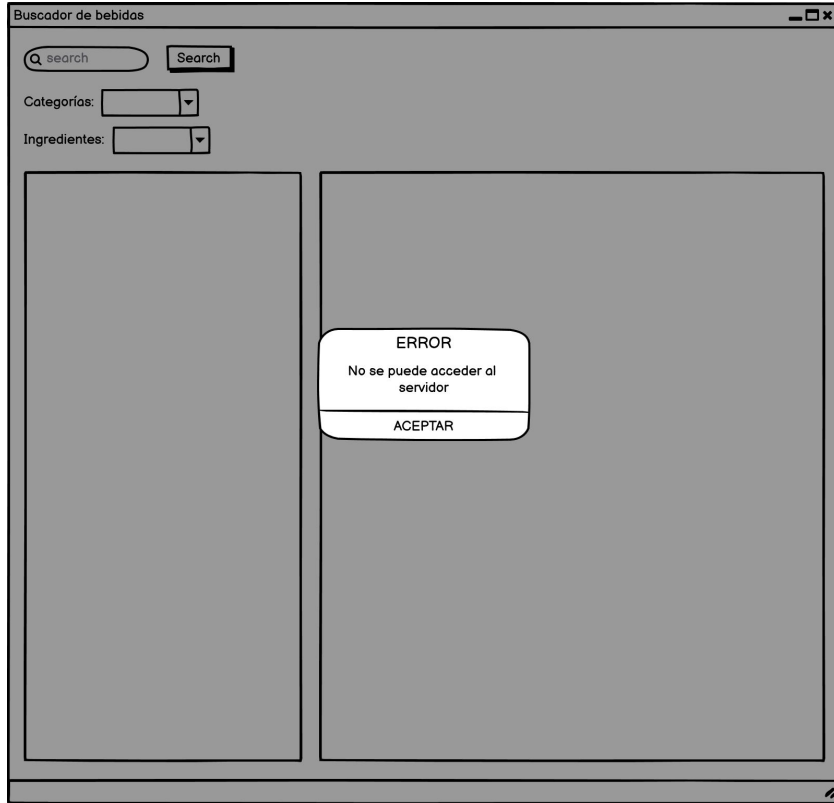 Buscador de bebidas
search
Search
Categorías:
Ingredientes:
ERROR
No se puede acceder al
servidor
ACEPTAR